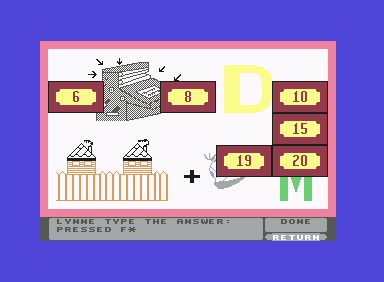 D
6
8
10
15
19
20
+
M
LYNNE TYPE THE ANSWER:
PRESSED F*
DONE
RETURN